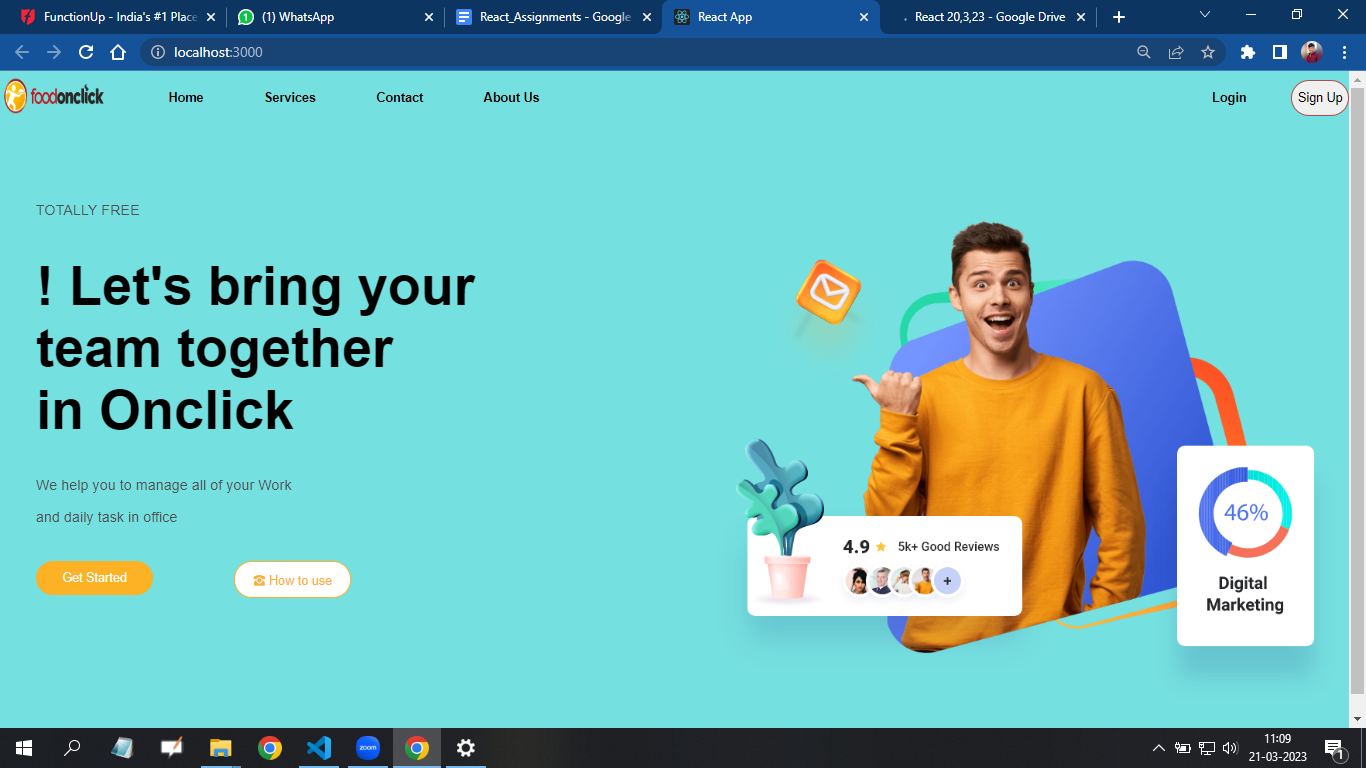 FunctionUp - India's #1 Place
(1) WhatsApp
React_Assignments - Google
React App
React 20,3,23 - Google Drive
localhost:3000
foodonclick
Home
Services
Contact
About Us
Login
Sign Up
TOTALLY FREE
! Let's bring your
team together
in Onclick
We help you to manage all of your Work
and daily task in office
Get Started
How to use
4.9
5k+ Good Reviews
+
46%
Digital
Marketing
zoom
11:09
21-03-2023
1